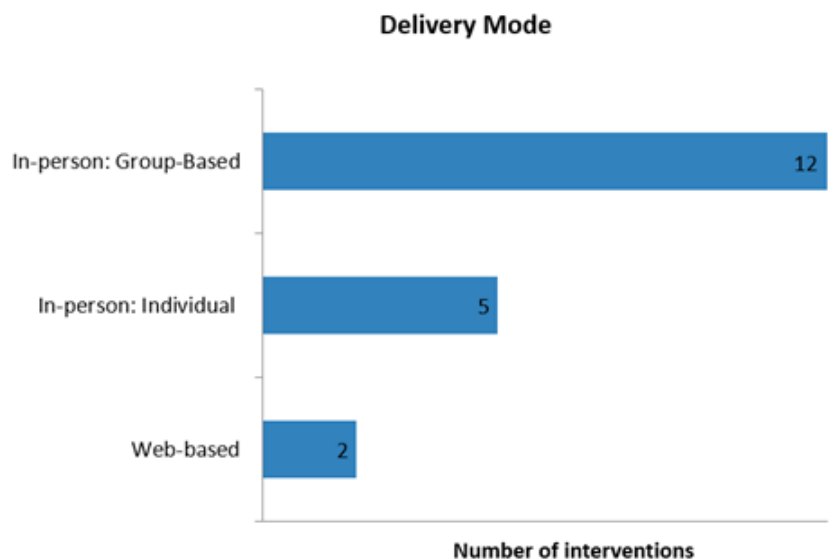 Delivery Mode
In-person: Group-Based
12
In-person: Individual
5
Web-based
2
Number of interventions